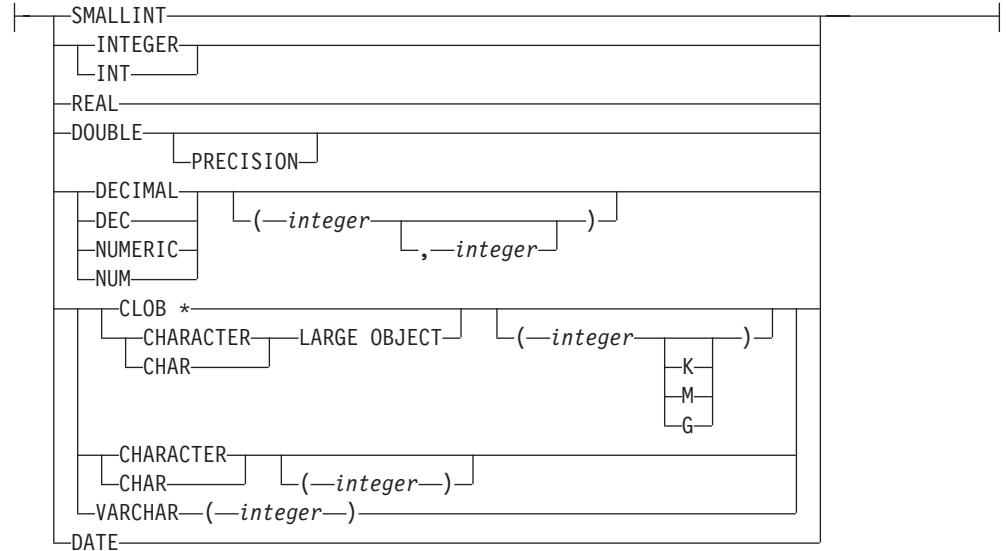 SMALLINT
INTEGER
INT
REAL
DOUBLE
PRECISION
DECIMAL
DEC ( integer )
NUMERIC , integer
NUM
CLOB *
CHARACTER LARGE OBJECT ( integer )
CHAR K
M
G
CHARACTER
CHAR ( integer )
VARCHAR ( integer )
DATE